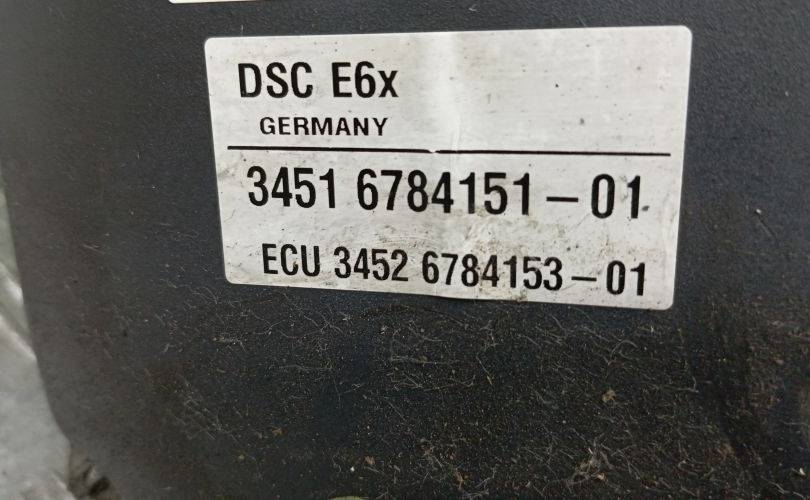 DSC E6x
GERMANY
3451 6784151-01
ECU 3452 6784153-01